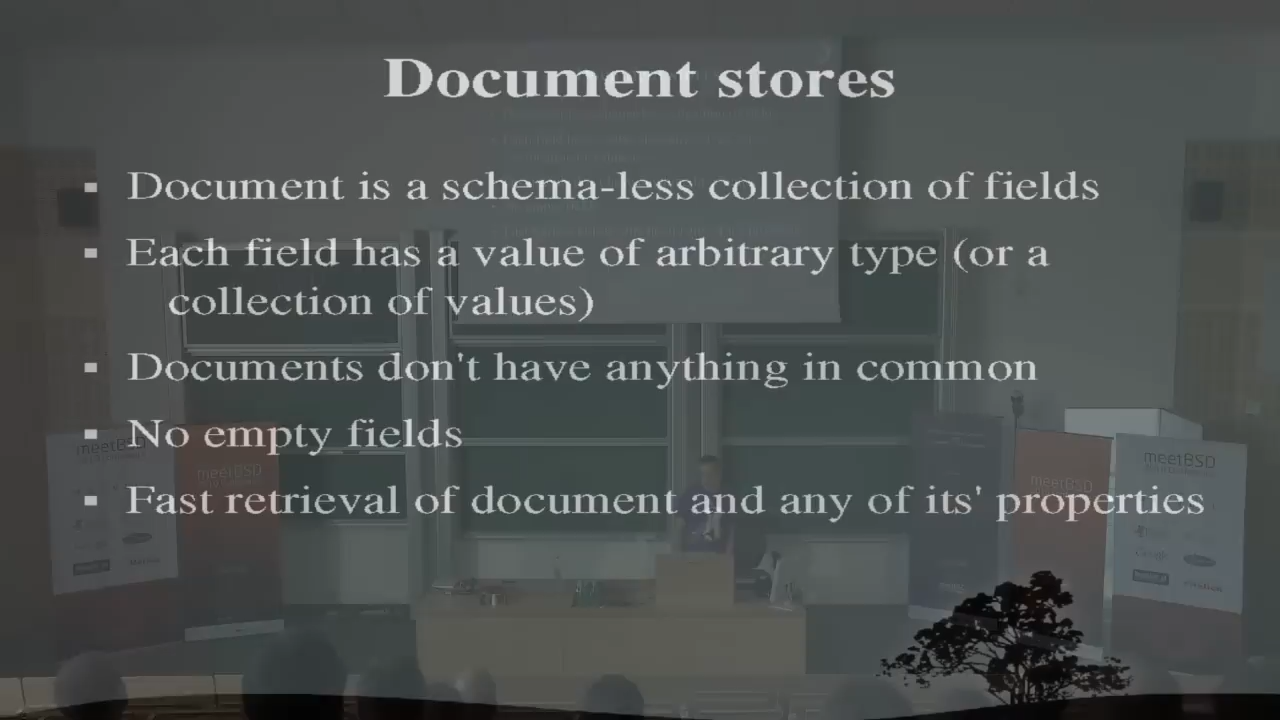 Document stores
▪ Document is a schema-less collection of fields
▪ Each field has a value of arbitrary type (or a
collection of values)
▪ Documents don't have anything in common
▪ No empty fields
▪ Fast retrieval of document and any of its' properties
meetBSD
meetBSD
meetBSD
meetBSD